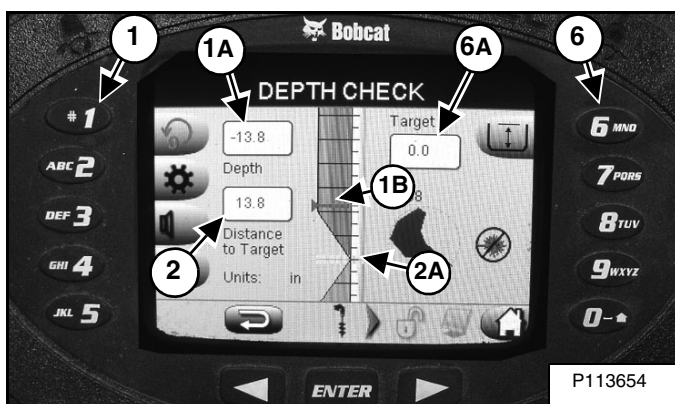 Bobcat
1
1A
6A
6
DEPTH CHECK
#1
ABC 2
DEF 3
GHI 4
JKL 5
-13.8
Depth
13.8
Distance
to Target
Units: in
Target
0.0
8
1B
2
2A
6 MNO
7 PQRS
8 TUV
9 WXYZ
0-
ENTER
P113654